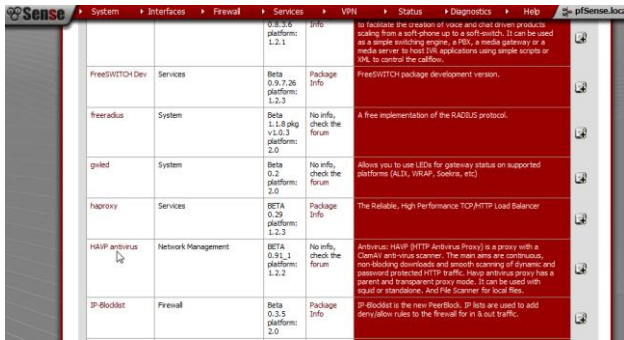 Sense
System
Interfaces
Firewall
Services
VPN
Status
Diagnostics
Help
pfSense.loca
0.8.3.6
platform:
1.2.1
Info
to facilitate the creation of voice and chat driven products
scaling from a soft-phone up to a soft-switch. It can be used
as a simple switching engine, a PBX, a media gateway or a
media server to host IVR applications using simple scripts or
XML to control the callflow.
FreeSWITCH Dev
Services
Beta
0.9.7.26
platform:
1.2.3
Package
Info
FreeSWITCH package development version.
freeradius
System
Beta
1.1.8 pkg
v1.0.3
platform:
2.0
No info,
check the
forum
A free implementation of the RADIUS protocol.
gwled
System
Beta
0.2
platform:
2.0
No info,
check the
forum
Allows you to use LEDs for gateway status on supported
platforms (ALIX, WRAP, Soekris, etc)
haproxy
Services
BETA
0.29
platform:
1.2.3
Package
Info
The Reliable, High Performance TCP/HTTP Load Balancer
HAVP antivirus
Network Management
BETA
0.91_1
platform:
1.2.2
No info,
check the
forum
Antivirus: HAVP (HTTP Antivirus Proxy) is a proxy with a
ClamAV anti-virus scanner. The main aims are continuous,
non-blocking downloads and smooth scanning of dynamic and
password protected HTTP traffic. Havp antivirus proxy has a
parent and transparent proxy mode. It can be used with
squid or standalone. And File Scanner for local files.
IP-Blocklist
Firewall
Beta
0.3.5
platform:
2.0
Package
Info
IP-Blocklist is the new PeerBlock. IP lists are used to add
deny/allow rules to the firewall for in & out traffic.